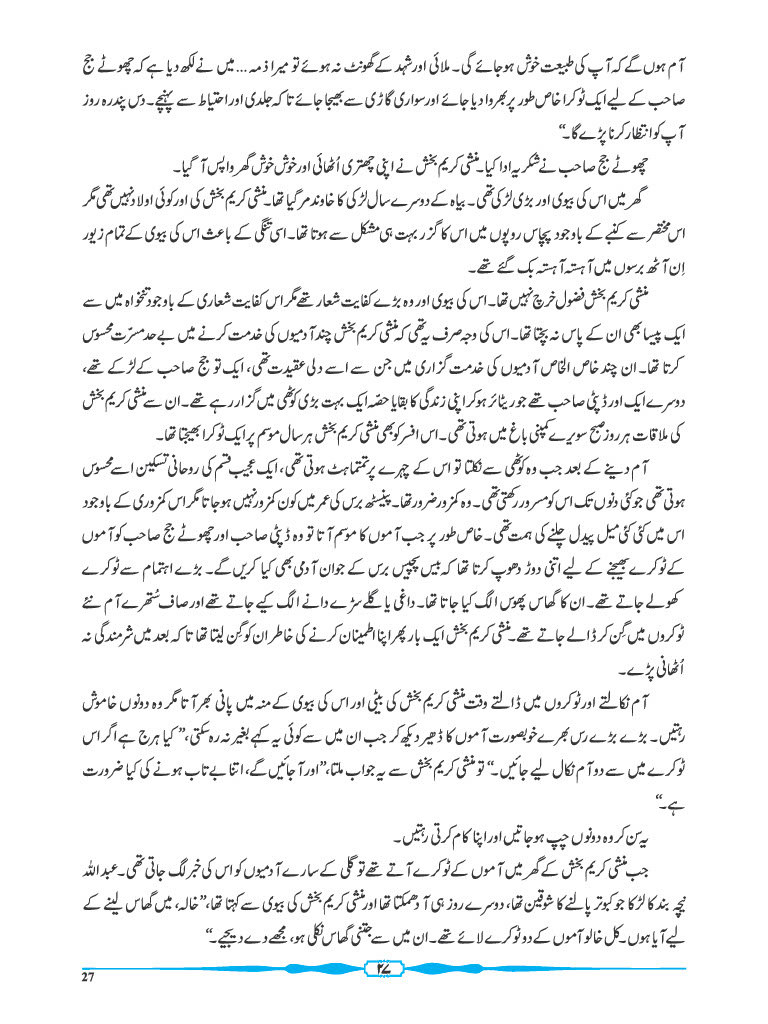 آم ہوں گے کہ آپ کی طبیعت خوش ہوجائے گی۔ ملائی اور شہد کے گھونٹ نہ ہوئے تو میرا ذمہ... میں نے لکھ دیا ہے کہ چھوٹے جج
صاحب کے لیے ایک ٹوکرا خاص طور پر بھروا دیا جائے اور سواری گاڑی سے بھیجا جائے تا کہ جلدی اور احتیاط سے پہنچے۔ دس پندرہ روز
آپ کو انتظار کرنا پڑے گا۔“
چھوٹے جج صاحب نے شکریہ ادا کیا۔ منشی کریم بخش نے اپنی چھتری اُٹھائی اور خوش خوش گھر واپس آ گیا۔
گھر میں اس کی بیوی اور بڑی لڑکی تھی۔ بیاہ کے دوسرے سال لڑکی کا خاوند مر گیا تھا۔ منشی کریم بخش کی اور کوئی اولاد نہیں تھی مگر
اس مختصر سے کنبے کے باوجود پچاس روپوں میں اس کا گزر بہت ہی مشکل سے ہوتا تھا۔ اسی تنگی کے باعث اس کی بیوی کے تمام زیور
اِن آٹھ برسوں میں آہستہ آہستہ بک گئے تھے۔
منشی کریم بخش فضول خرچ نہیں تھا۔ اس کی بیوی اور وہ بڑے کفایت شعار تھے مگر اس کفایت شعاری کے باوجود تنخواہ میں سے
ایک پیسا بھی ان کے پاس نہ بچتا تھا۔ اس کی وجہ صرف یہ تھی کہ منشی کریم بخش چند آدمیوں کی خدمت کرنے میں بے حد مسرّت محسوس
کرتا تھا۔ ان چند خاص الخاص آدمیوں کی خدمت گزاری میں جن سے اسے دلی عقیدت تھی، ایک تو جج صاحب کے لڑکے تھے،
دوسرے ایک اور ڈپٹی صاحب تھے جو ریٹائر ہوکر اپنی زندگی کا بقایا حصّہ ایک بہت بڑی کوٹھی میں گزار رہے تھے۔ ان سے منشی کریم بخش
کی ملاقات ہر روز صبح سویرے کمپنی باغ میں ہوتی تھی۔ اس افسر کو بھی منشی کریم بخش ہر سال موسم پر ایک ٹوکرا بھیجتا تھا۔
آم دینے کے بعد جب وہ کوٹھی سے نکلتا تو اس کے چہرے پر تمتماہٹ ہوتی تھی، ایک عجیب قسم کی روحانی تسکین اسے محسوس
ہوتی تھی جو کئی دنوں تک اس کو مسرور رکھتی تھی۔ وہ کمزور ضرور تھا۔ پینسٹھ برس کی عمر میں کون کمزور نہیں ہوجاتا مگر اس کمزوری کے باوجود
اس میں کئی کئی میل پیدل چلنے کی ہمت تھی۔ خاص طور پر جب آموں کا موسم آتا تو وہ ڈپٹی صاحب اور چھوٹے جج صاحب کو آموں
کے ٹوکرے بھیجنے کے لیے اتنی دوڑ دھوپ کرتا تھا کہ بیس پچیس برس کے جوان آدمی بھی کیا کریں گے۔ بڑے اہتمام سے ٹوکرے
کھولے جاتے تھے۔ ان کا گھاس پھوس الگ کیا جاتا تھا۔ داغی یا گلے سڑے دانے الگ کیے جاتے تھے اور صاف سُتھرے آم نئے
ٹوکروں میں گِن کر ڈالے جاتے تھے۔ منشی کریم بخش ایک بار پھر اپنا اطمینان کرنے کی خاطر ان کو گِن لیتا تھا تا کہ بعد میں شرمندگی نہ
اُٹھانی پڑے۔
آم نکالتے اور ٹوکروں میں ڈالتے وقت منشی کریم بخش کی بیٹی اور اس کی بیوی کے منہ میں پانی بھر آتا مگر وہ دونوں خاموش
رہتیں۔ بڑے بڑے رس بھرے خوبصورت آموں کا ڈھیر دیکھ کر جب ان میں سے کوئی یہ کہے بغیر نہ رہ سکتی،”کیا ہرج ہے اگر اس
ٹوکرے میں سے دو آم نکال لیے جائیں۔“ تو منشی کریم بخش سے یہ جواب ملتا،”اور آجائیں گے، اتنا بے تاب ہونے کی کیا ضرورت
ہے۔“
یہ سن کر وہ دونوں چپ ہوجاتیں اور اپنا کام کرتی رہتیں۔
جب منشی کریم بخش کے گھر میں آموں کے ٹوکرے آتے تھے تو گلی کے سارے آدمیوں کو اس کی خبر لگ جاتی تھی۔ عبداللہ
نیچہ بند کا لڑکا جو کبوتر پالنے کا شوقین تھا، دوسرے روز ہی آ دھمکتا تھا اور منشی کریم بخش کی بیوی سے کہتا تھا،”خالہ، میں گھاس لینے کے
لیے آیا ہوں۔ کل خالو آموں کے دو ٹوکرے لائے تھے۔ ان میں سے جتنی گھاس نکلی ہو، مجھے دے دیجیے۔“
۲۷
27